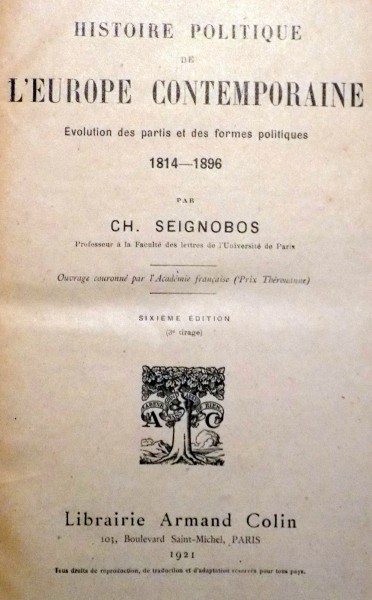 HISTOIRE POLITIQUE
DE
L'EUROPE CONTEMPORAINE
Évolution des partis et des formes politiques
1814—1896
PAR
CH. SEIGNOBOS
Professeur à la Faculté des lettres de l'Université de Paris
Ouvrage couronné par l'Académie française (Prix Thérouanne)
SIXIÈME ÉDITION
(3e tirage)
A C
Librairie Armand Colin
103, Boulevard Saint-Michel, PARIS
1921
Tous droits de reproduction, de traduction et d'adaptation réservés pour tous pays.